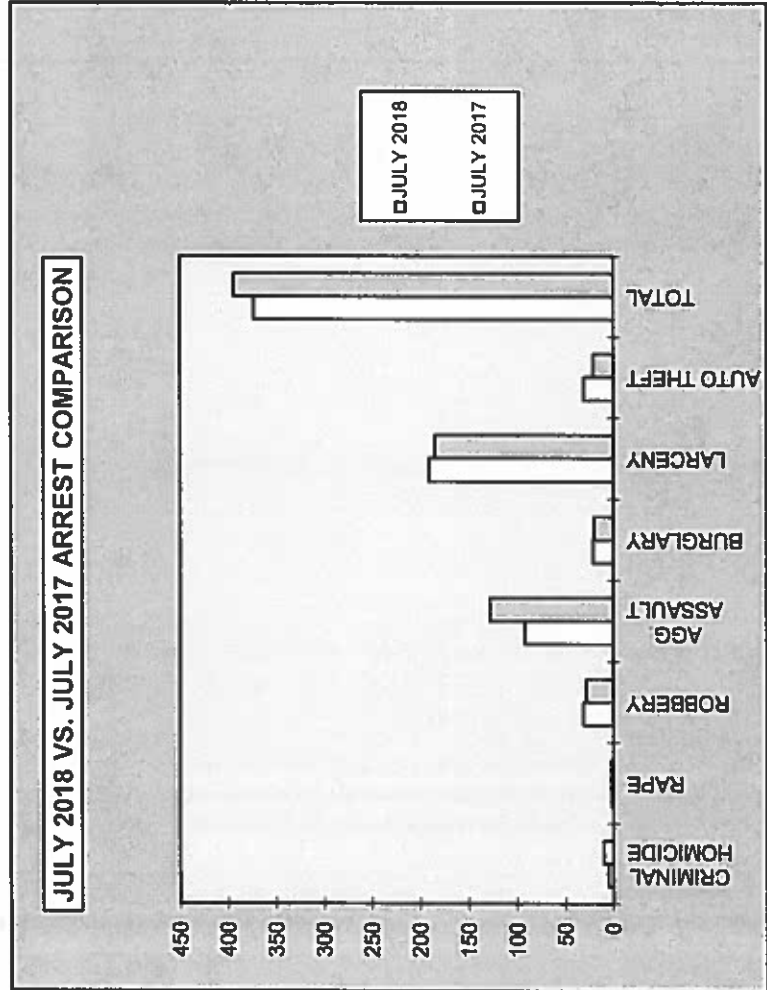 JULY 2018 VS. JULY 2017 ARREST COMPARISON
450
400
350
300
250
200
150
100
50
0
CRIMINAL
HOMICIDE
RAPE
ROBBERY
AGG.
ASSAULT
BURGLARY
LARCENY
AUTO THEFT
TOTAL
JULY 2018
JULY 2017